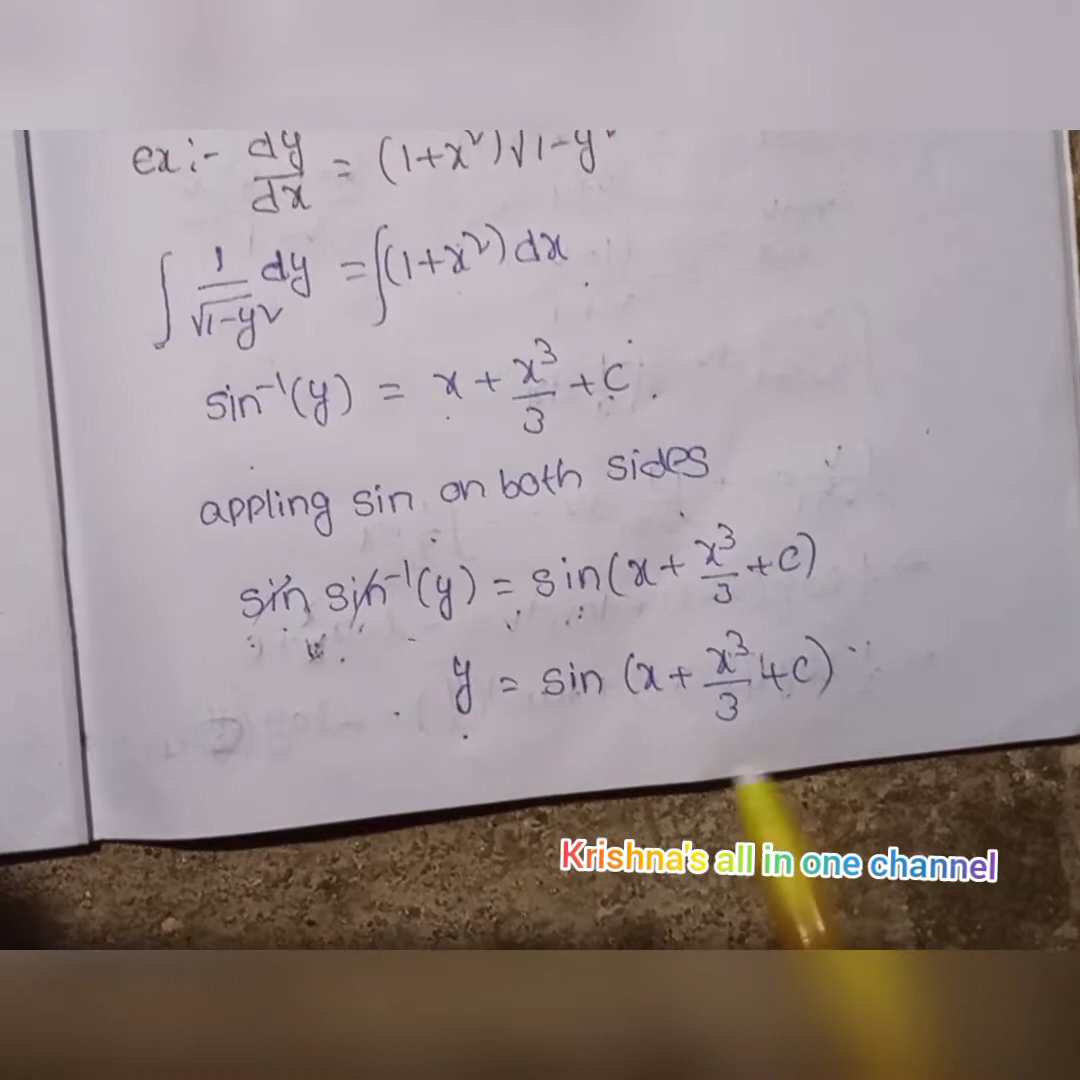 ex:- dy/dx = (1+x²)√1-y²
∫ 1/√1-y² dy = ∫(1+x²) dx
sin⁻¹(y) = x + x³/3 + C.
appling sin on both sides
sin sin⁻¹(y) = sin(x + x³/3 + C)
y = sin (x + x³/3 + C)
Krishna's all in one channel